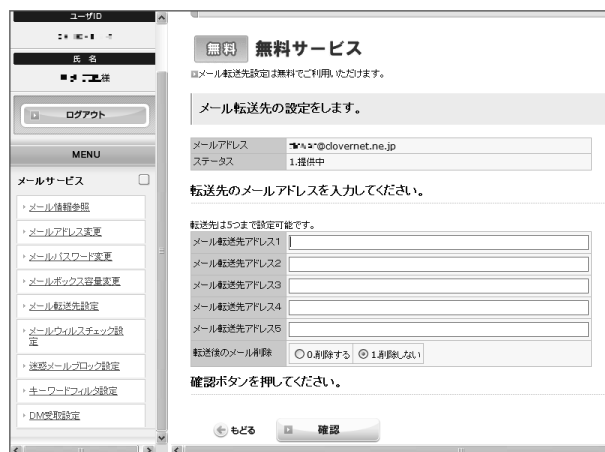 ユーザID
氏 名
様
ログアウト
MENU
メールサービス
メール情報参照
メールアドレス変更
メールパスワード変更
メールボックス容量変更
メール転送先設定
メールウィルスチェック設
定
迷惑メールブロック設定
キーワードフィルタ設定
DM受取設定
無料 無料サービス
メール転送先設定は無料でご利用いただけます。
メール転送先の設定をします。
メールアドレス @clovernet.ne.jp
ステータス 1.提供中
転送先のメールアドレスを入力してください。
転送先は5つまで設定可能です。
メール転送先アドレス1
メール転送先アドレス2
メール転送先アドレス3
メール転送先アドレス4
メール転送先アドレス5
転送後のメール削除 0.削除する 1.削除しない
確認ボタンを押してください。
もどる 確認